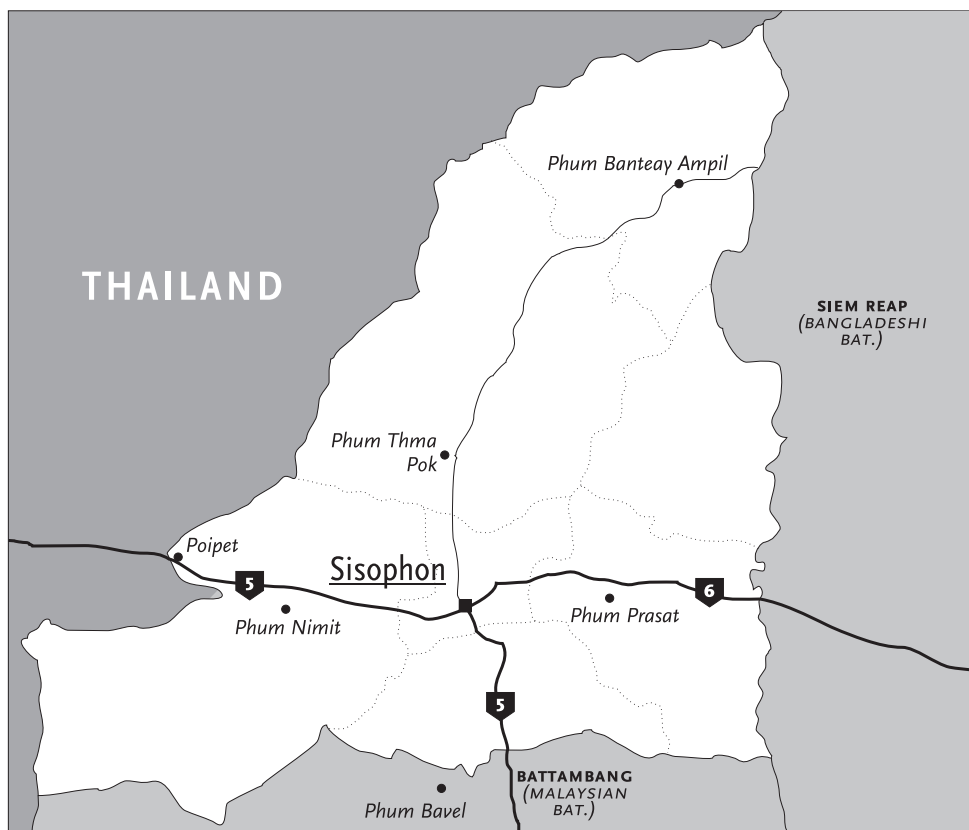 Phum Banteay Ampil
THAILAND
SIEM REAP
(BANGLADESHI
BAT.)
Phum Thma
Pok
Poipet
Sisophon
5
6
Phum Nimit
Phum Prasat
5
BATTAMBANG
(MALAYSIAN
BAT.)
Phum Bavel